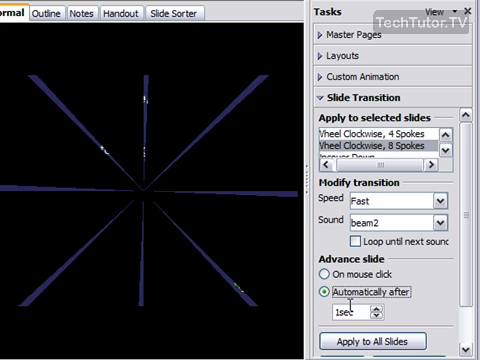 ormal Outline Notes Handout Slide Sorter
TechTutor.TV
Tasks View
Master Pages
Layouts
Custom Animation
Slide Transition
Apply to selected slides
Wheel Clockwise, 4 Spokes
Wheel Clockwise, 8 Spokes
Uncover Down
Modify transition
Speed Fast
Sound beam2
Loop until next sound
Advance slide
On mouse click
Automatically after
1sec
Apply to All Slides